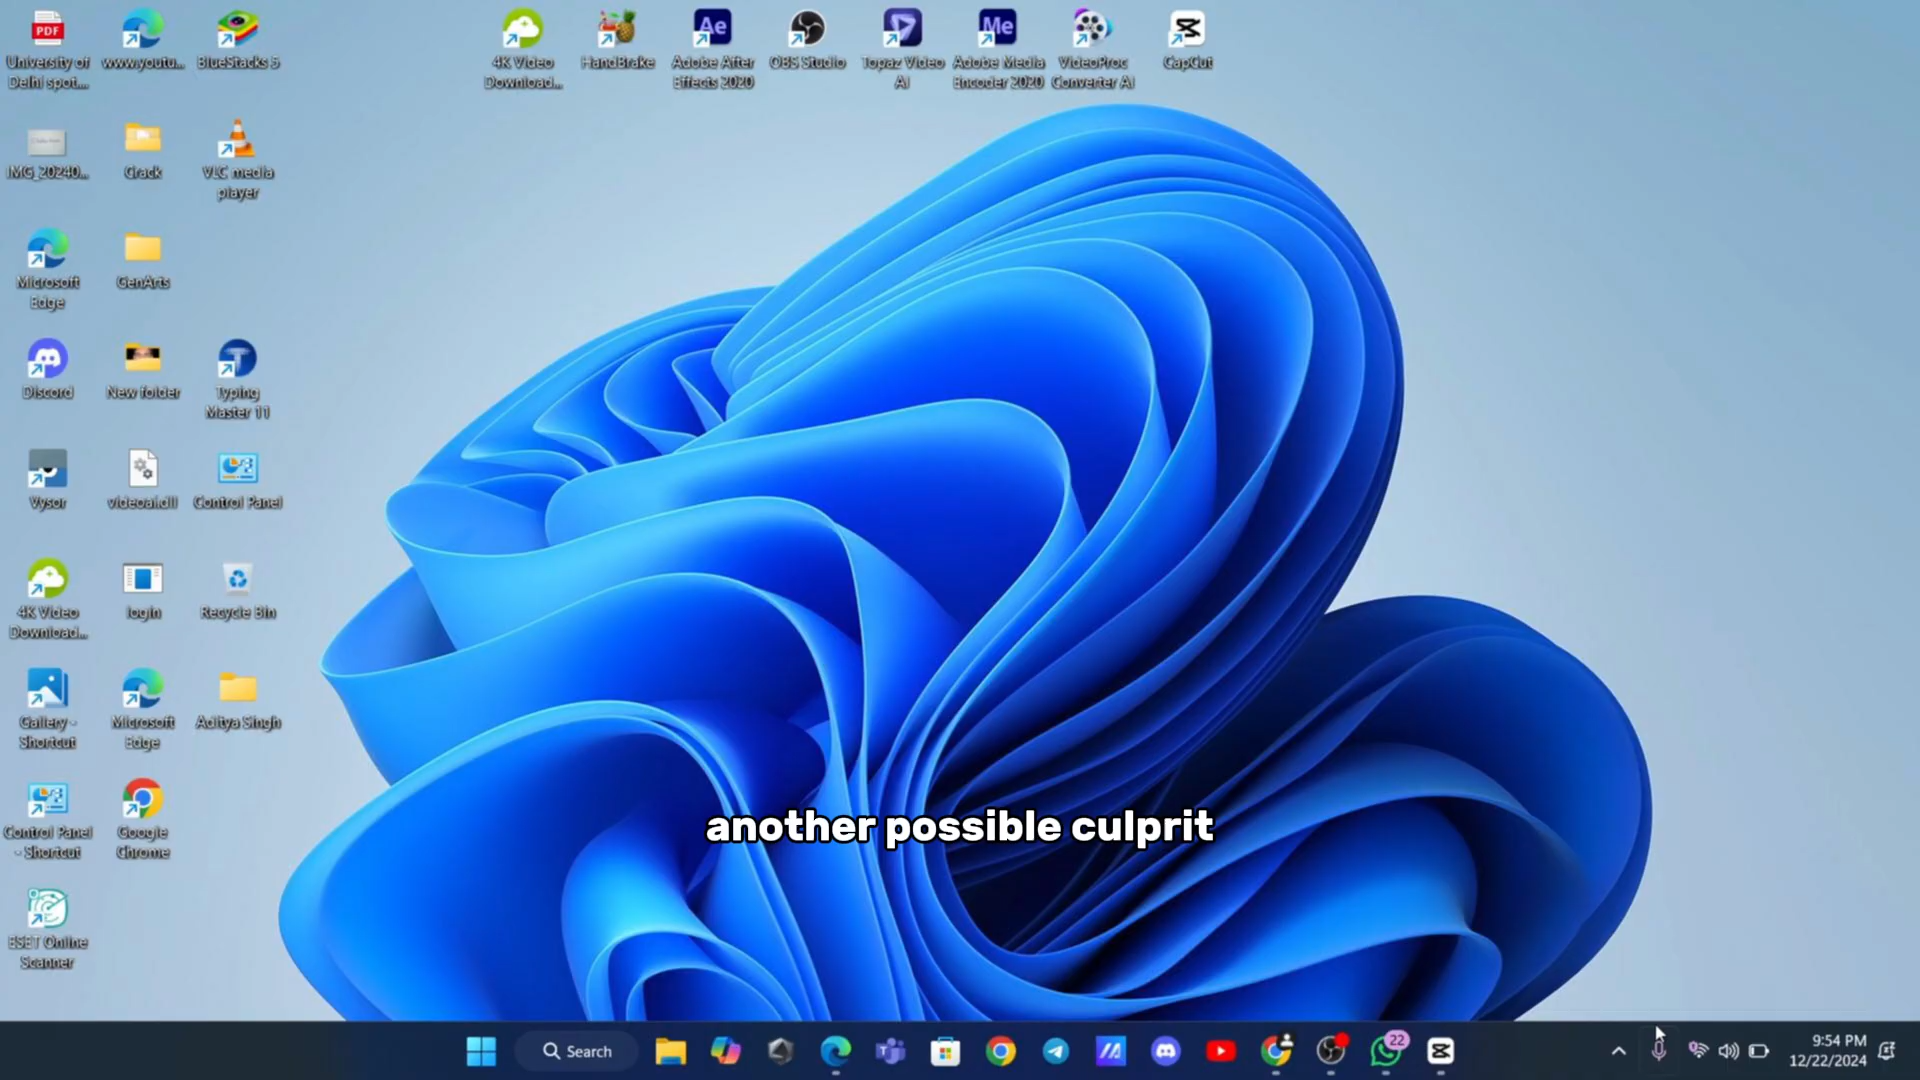 PDF
University of
Delhi spot...
www.youtu...
BlueStacks 5
4K Video
Download...
HandBrake
Ae
Adobe After
Effects 2020
OBS Studio
Topaz Video
AI
Me
Adobe Media
Encoder 2020
VideoProc
Converter AI
CapCut
IMG_20240...
Crack
VLC media
player
Microsoft
Edge
GenArts
Discord
New folder
Typing
Master 11
Vysor
videoai.dll
Control Panel
4K Video
Download...
login
Recycle Bin
Gallery -
Shortcut
Microsoft
Edge
Aditya Singh
Control Panel
- Shortcut
Google
Chrome
another possible culprit
ESET Online
Scanner
Search
22
9:54 PM
12/22/2024